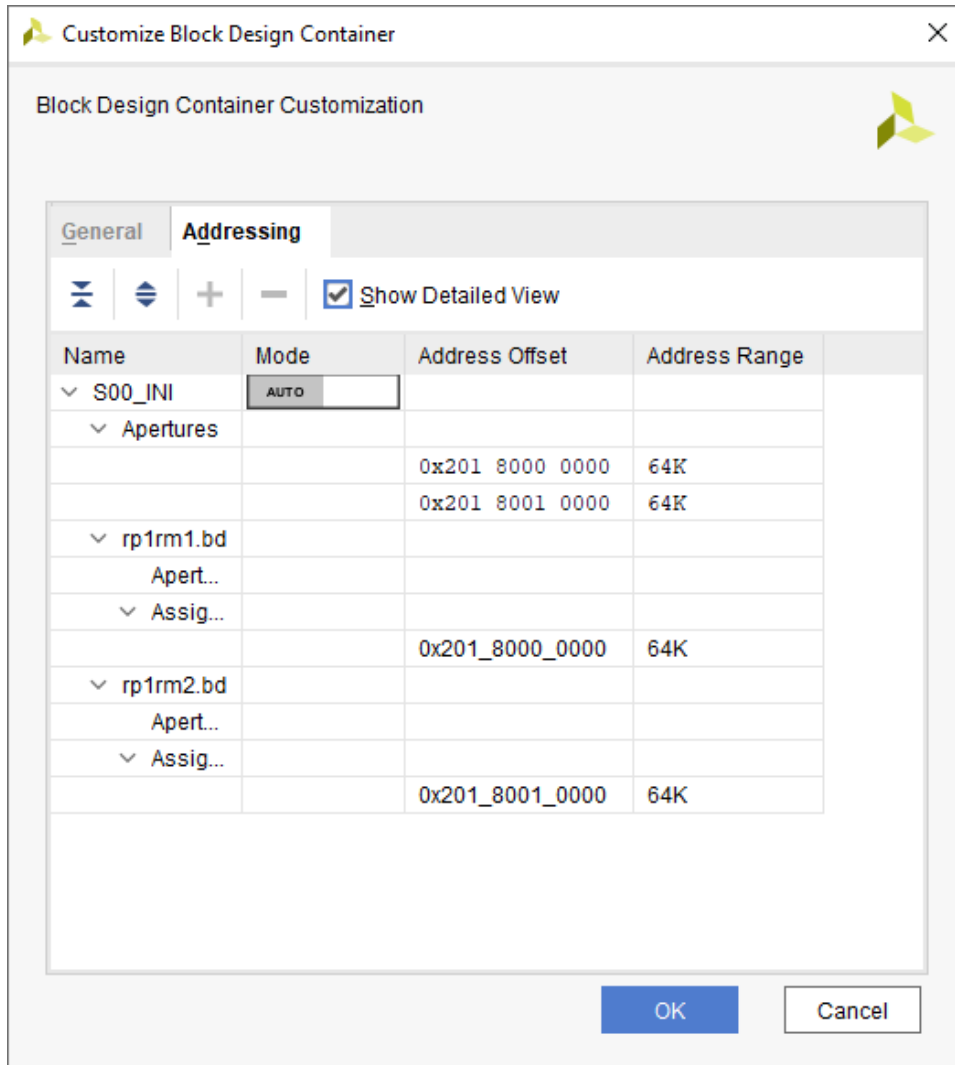 Customize Block Design Container
Block Design Container Customization
General Addressing
Show Detailed View
Name Mode Address Offset Address Range
S00_INI AUTO
Apertures
0x201 8000 0000 64K
0x201 8001 0000 64K
rp1rm1.bd
Apert...
Assig...
0x201_8000_0000 64K
rp1rm2.bd
Apert...
Assig...
0x201_8001_0000 64K
OK Cancel